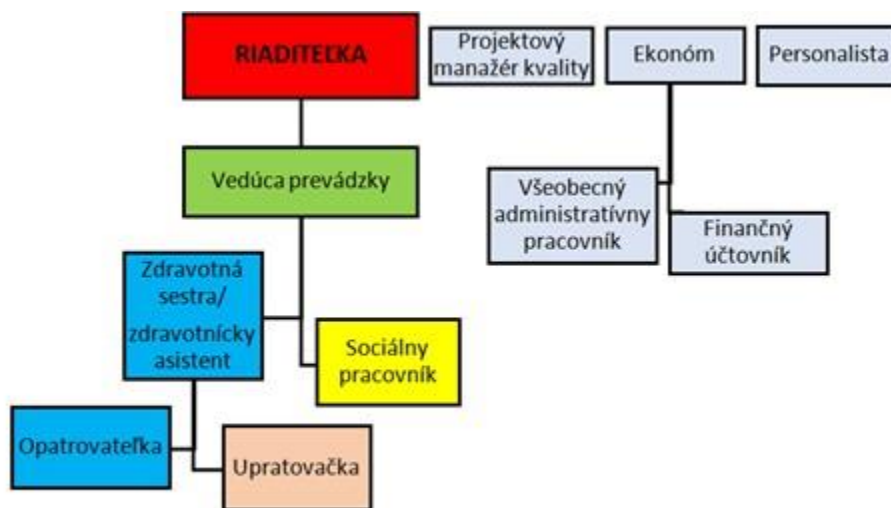 RIADITEĽKA
Projektový
manažér kvality
Ekonóm
Personalista
Vedúca prevádzky
Všeobecný
administratívny
pracovník
Finančný
účtovník
Zdravotná
sestra/
zdravotnícky
asistent
Sociálny
pracovník
Opatrovateľka
Upratovačka